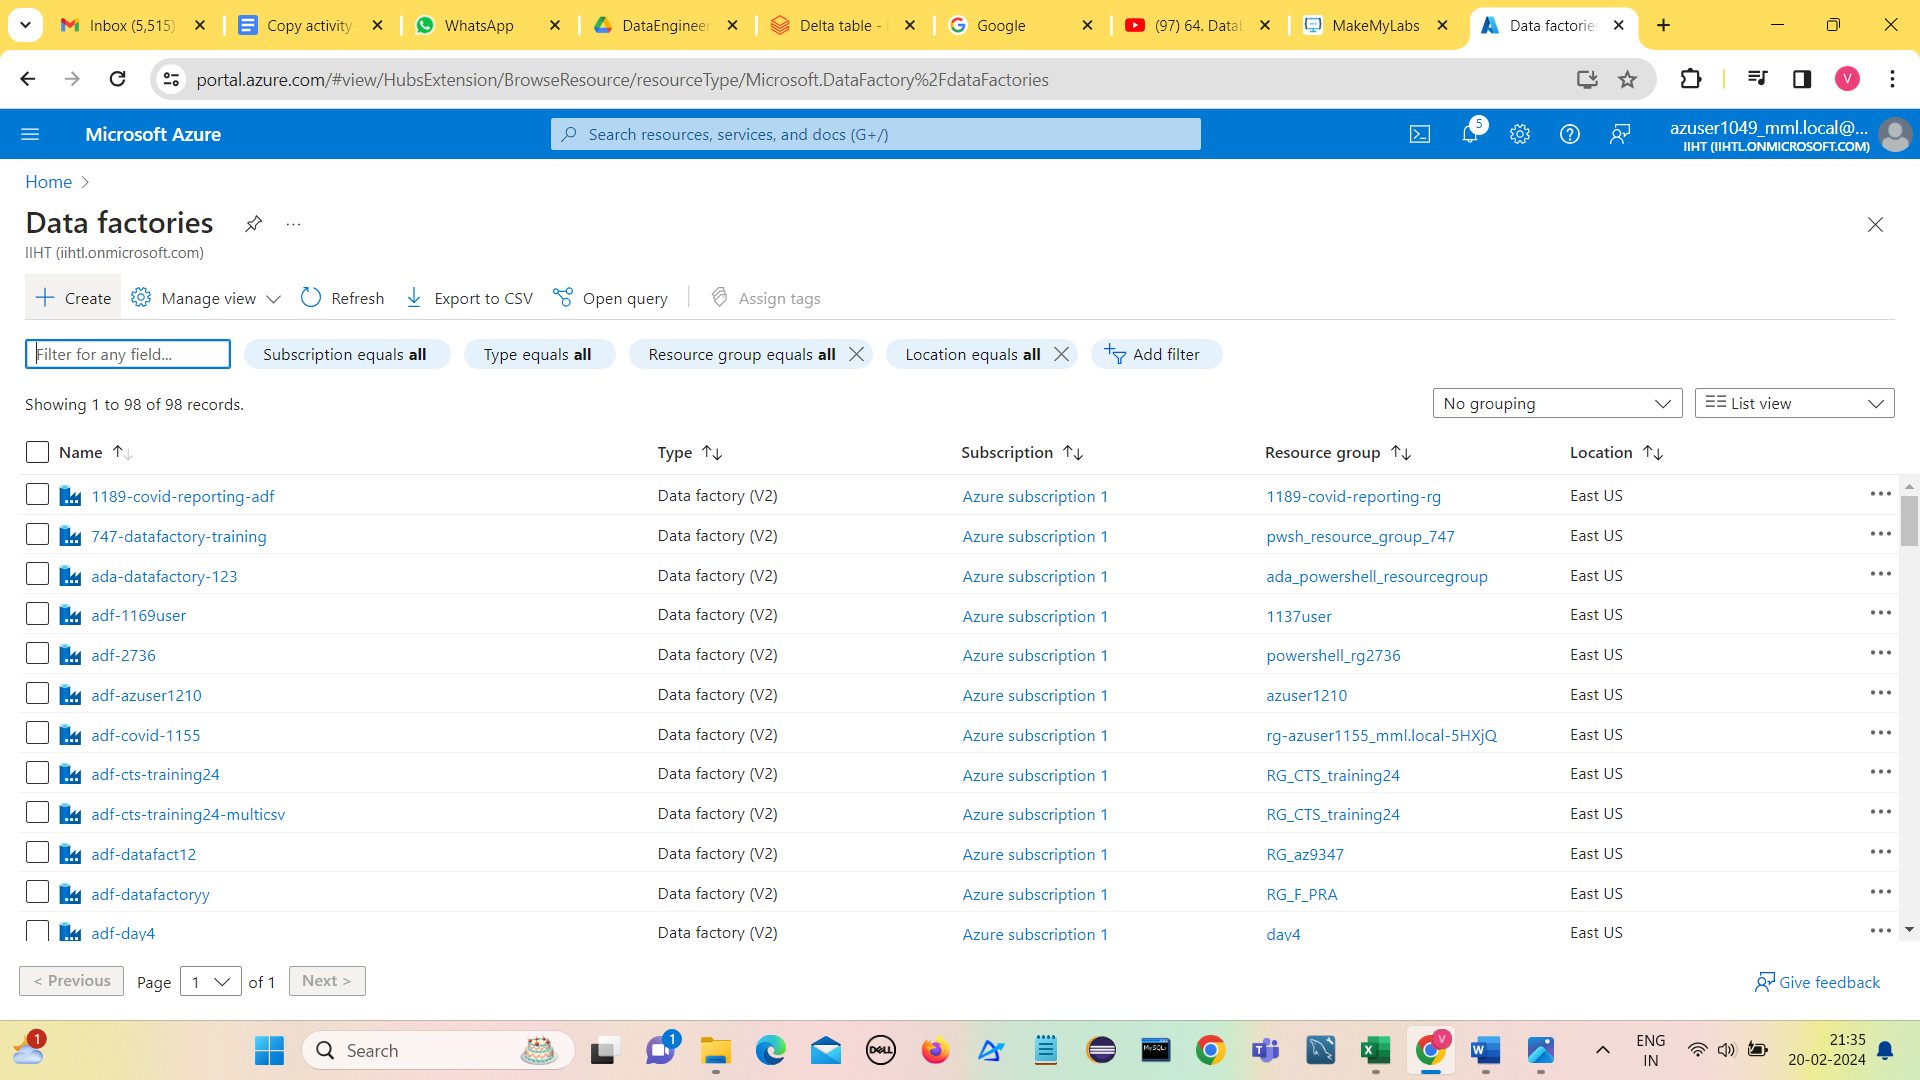 Inbox (5,515)
Copy activity-
WhatsApp
DataEngineer
Delta table -
Google
(97) 64. Datab
MakeMyLabs
Data factories
portal.azure.com/#view/HubsExtension/BrowseResource/resourceType/Microsoft.DataFactory%2FdataFactories
V
Microsoft Azure
Search resources, services, and docs (G+/)
5
azuser1049_mml.local@...
IIHT (IIHTL.ONMICROSOFT.COM)
Home
Data factories
IIHT (iihtl.onmicrosoft.com)
Create
Manage view
Refresh
Export to CSV
Open query
Assign tags
Filter for any field...
Subscription equals all
Type equals all
Resource group equals all
Location equals all
Add filter
Showing 1 to 98 of 98 records.
No grouping
List view
Name Type Subscription Resource group Location
1189-covid-reporting-adf Data factory (V2) Azure subscription 1 1189-covid-reporting-rg East US
747-datafactory-training Data factory (V2) Azure subscription 1 pwsh_resource_group_747 East US
ada-datafactory-123 Data factory (V2) Azure subscription 1 ada_powershell_resourcegroup East US
adf-1169user Data factory (V2) Azure subscription 1 1137user East US
adf-2736 Data factory (V2) Azure subscription 1 powershell_rg2736 East US
adf-azuser1210 Data factory (V2) Azure subscription 1 azuser1210 East US
adf-covid-1155 Data factory (V2) Azure subscription 1 rg-azuser1155_mml.local-5HXjQ East US
adf-cts-training24 Data factory (V2) Azure subscription 1 RG_CTS_training24 East US
adf-cts-training24-multicsv Data factory (V2) Azure subscription 1 RG_CTS_training24 East US
adf-datafact12 Data factory (V2) Azure subscription 1 RG_az9347 East US
adf-datafactoryy Data factory (V2) Azure subscription 1 RG_F_PRA East US
adf-day4 Data factory (V2) Azure subscription 1 day4 East US
< Previous
Page 1 of 1
Next >
Give feedback
1
Search
1
DELL
MySQL
V
ENG
IN
21:35
20-02-2024